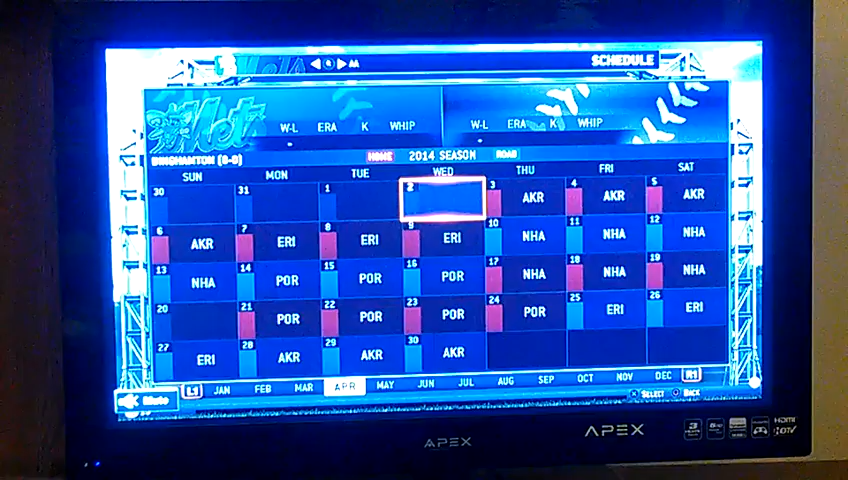 Mets ◀ R ▶ AA SCHEDULE
Mets
W-L ERA K WHIP W-L ERA K WHIP
BINGHAMTON (0-0) HOME 2014 SEASON ROAD
SUN MON TUE WED THU FRI SAT
30 31 1 2 3 AKR 4 AKR 5 AKR
6 AKR 7 ERI 8 ERI 9 ERI 10 NHA 11 NHA 12 NHA
13 NHA 14 POR 15 POR 16 POR 17 NHA 18 NHA 19 NHA
20 21 POR 22 POR 23 POR 24 POR 25 ERI 26 ERI
27 ERI 28 AKR 29 AKR 30 AKR
L1 JAN FEB MAR APR MAY JUN JUL AUG SEP OCT NOV DEC R1
Mute SELECT BACK
APEX APEX HDMI HDTV